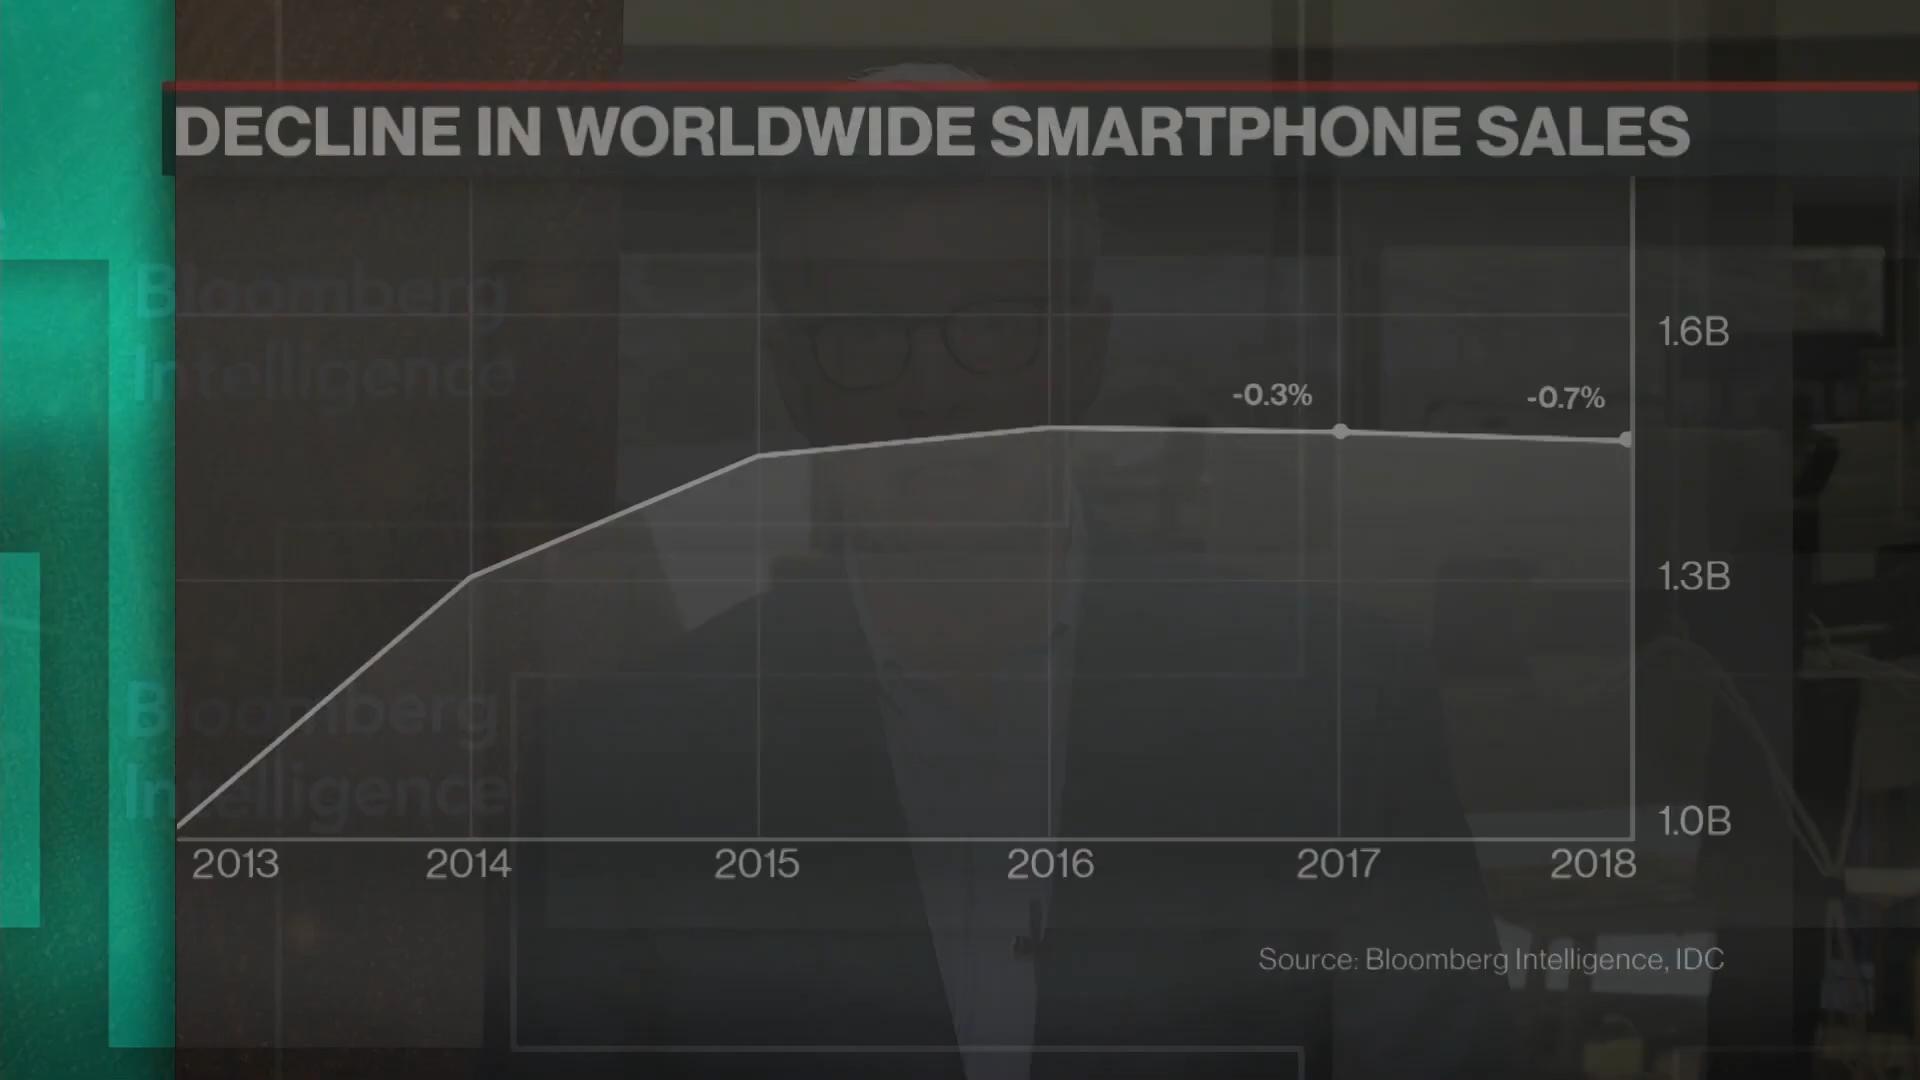 DECLINE IN WORLDWIDE SMARTPHONE SALES
Bloomberg
Intelligence
1.6B
-0.3%
-0.7%
1.3B
Bloomberg
Intelligence
1.0B
2013
2014
2015
2016
2017
2018
Source: Bloomberg Intelligence, IDC